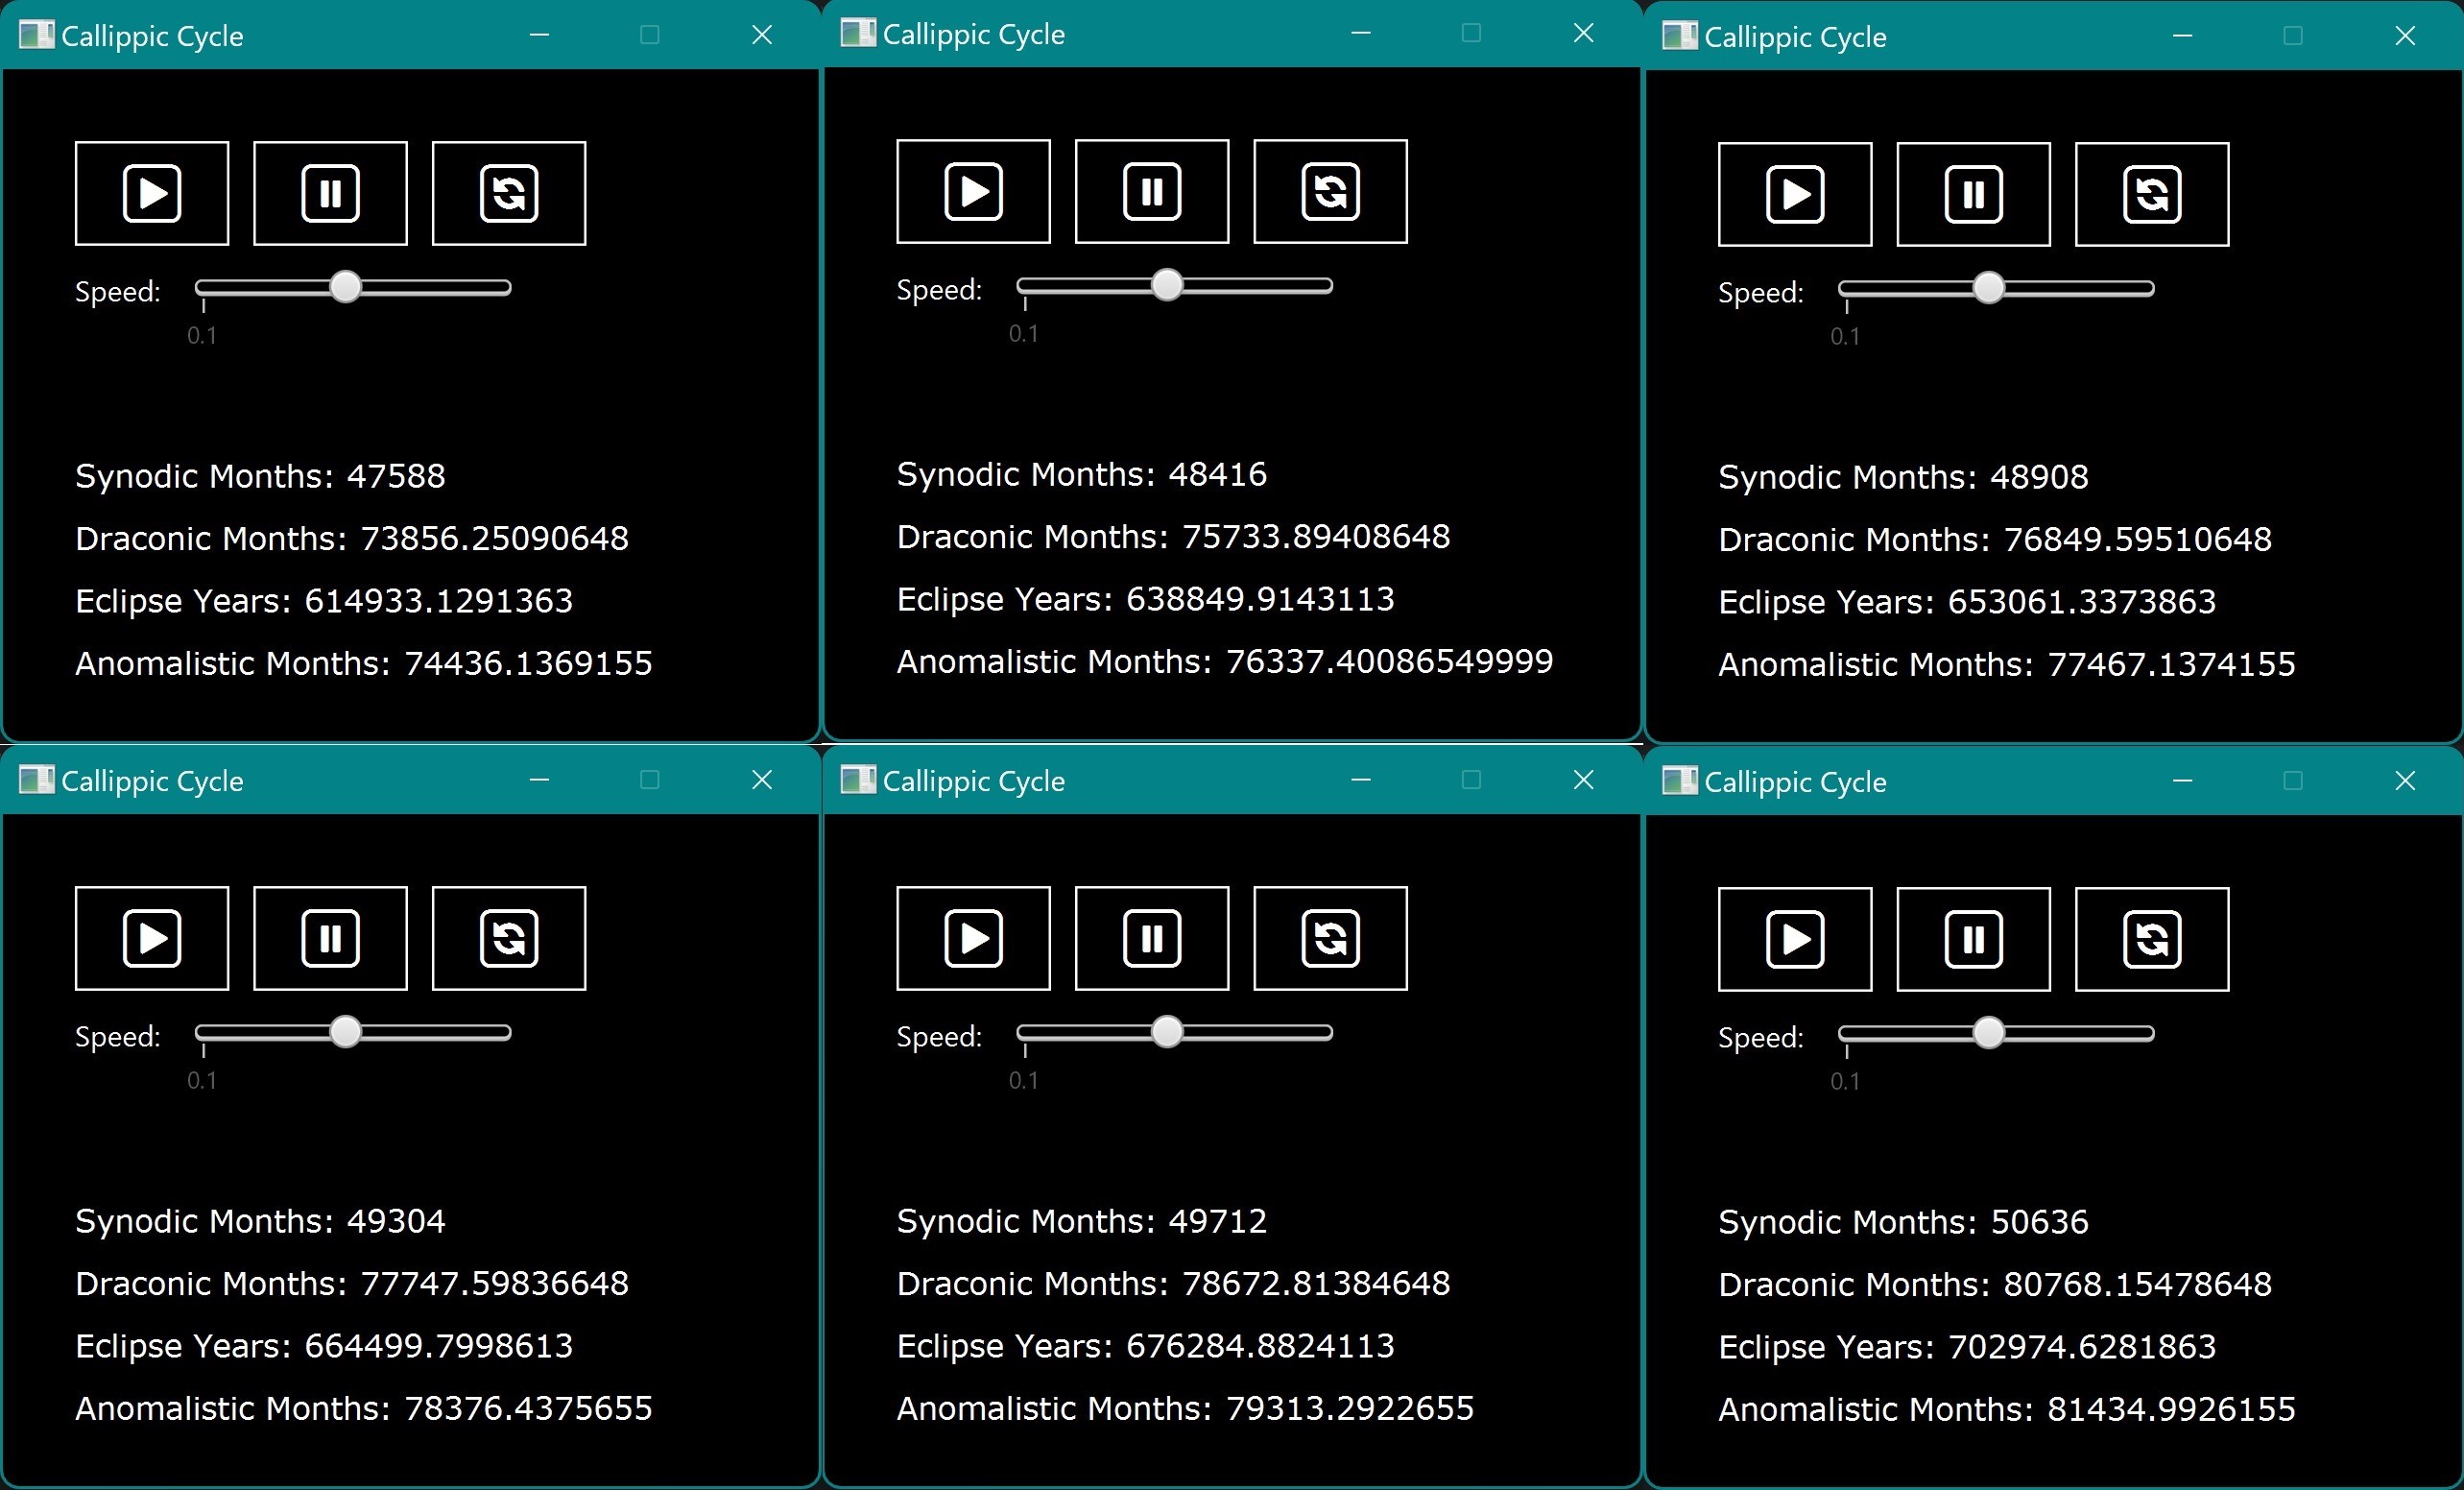 Callippic Cycle
Speed:
0.1
Synodic Months: 47588
Draconic Months: 73856.25090648
Eclipse Years: 614933.1291363
Anomalistic Months: 74436.1369155
Callippic Cycle
Speed:
0.1
Synodic Months: 48416
Draconic Months: 75733.89408648
Eclipse Years: 638849.9143113
Anomalistic Months: 76337.40086549999
Callippic Cycle
Speed:
0.1
Synodic Months: 48908
Draconic Months: 76849.59510648
Eclipse Years: 653061.3373863
Anomalistic Months: 77467.1374155
Callippic Cycle
Speed:
0.1
Synodic Months: 49304
Draconic Months: 77747.59836648
Eclipse Years: 664499.7998613
Anomalistic Months: 78376.4375655
Callippic Cycle
Speed:
0.1
Synodic Months: 49712
Draconic Months: 78672.81384648
Eclipse Years: 676284.8824113
Anomalistic Months: 79313.2922655
Callippic Cycle
Speed:
0.1
Synodic Months: 50636
Draconic Months: 80768.15478648
Eclipse Years: 702974.6281863
Anomalistic Months: 81434.9926155